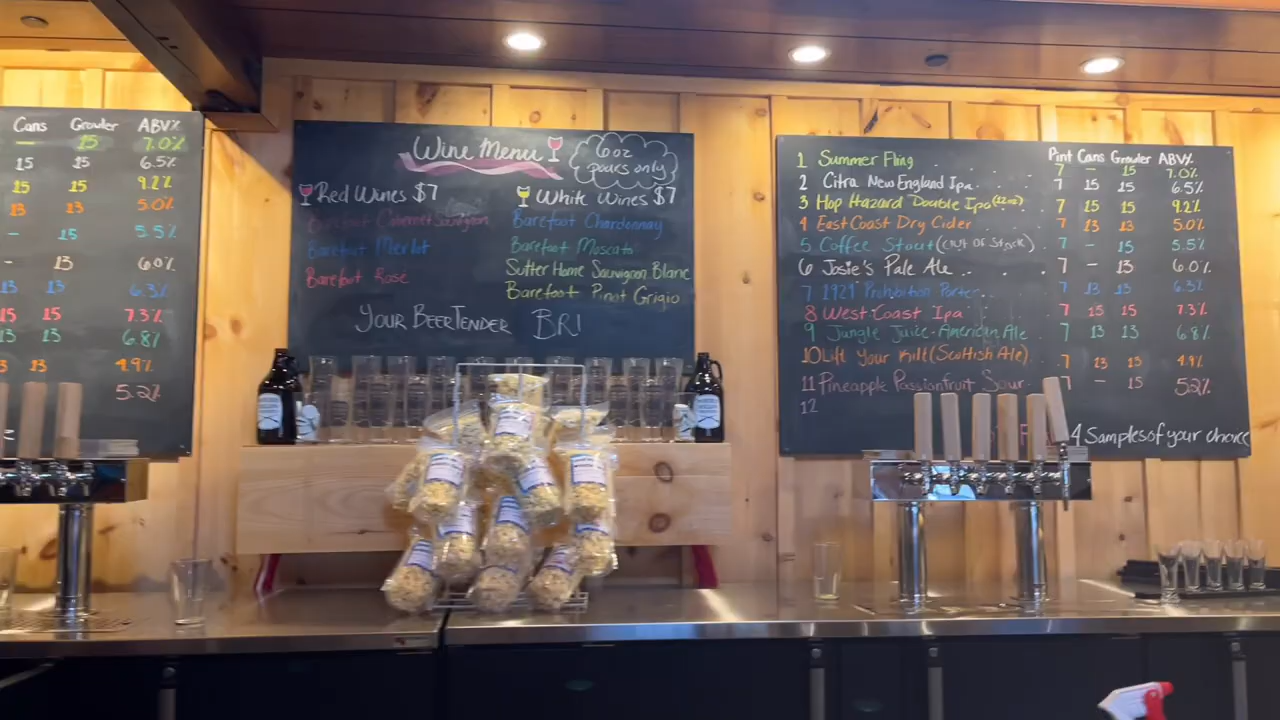 Cans Growler ABV%
— 15 7.0%
15 15 6.5%
15 15 9.2%
13 13 5.0%
- 15 5.5%
- 13 6.0%
13 13 6.3%
15 15 7.3%
13 13 6.8%
3 13 4.9%
5.2%
Wine Menu
6oz
pours only
Red Wines $7
Barefoot Cabernet Sauvignon
Barefoot Merlot
Barefoot Rose
White Wines $7
Barefoot Chardonnay
Barefoot Moscato
Sutter Home Sauvignon Blanc
Barefoot Pinot Grigio
Your BeerTender BRI
Pint Cans Growler ABV%
1 Summer Fling 7 - 15 7.0%
2 Citra New England Ipa 7 15 15 6.5%
3 Hop Hazard Double Ipa (12oz) 7 15 15 9.2%
4 East Coast Dry Cider 7 13 13 5.0%
5 Coffee Stout (Out of Stock) 7 - 15 5.5%
6 Josie's Pale Ale 7 - 13 6.0%
7 1929 Prohibition Porter 7 13 13 6.3%
8 West Coast Ipa 7 15 15 7.3%
9 Jungle Juice-American Ale 7 13 13 6.8%
10 Lift Your Kilt (Scottish Ale) 7 13 13 4.9%
11 Pineapple Passionfruit Sour 7 - 15 5.2%
12
4 Samples of your choice